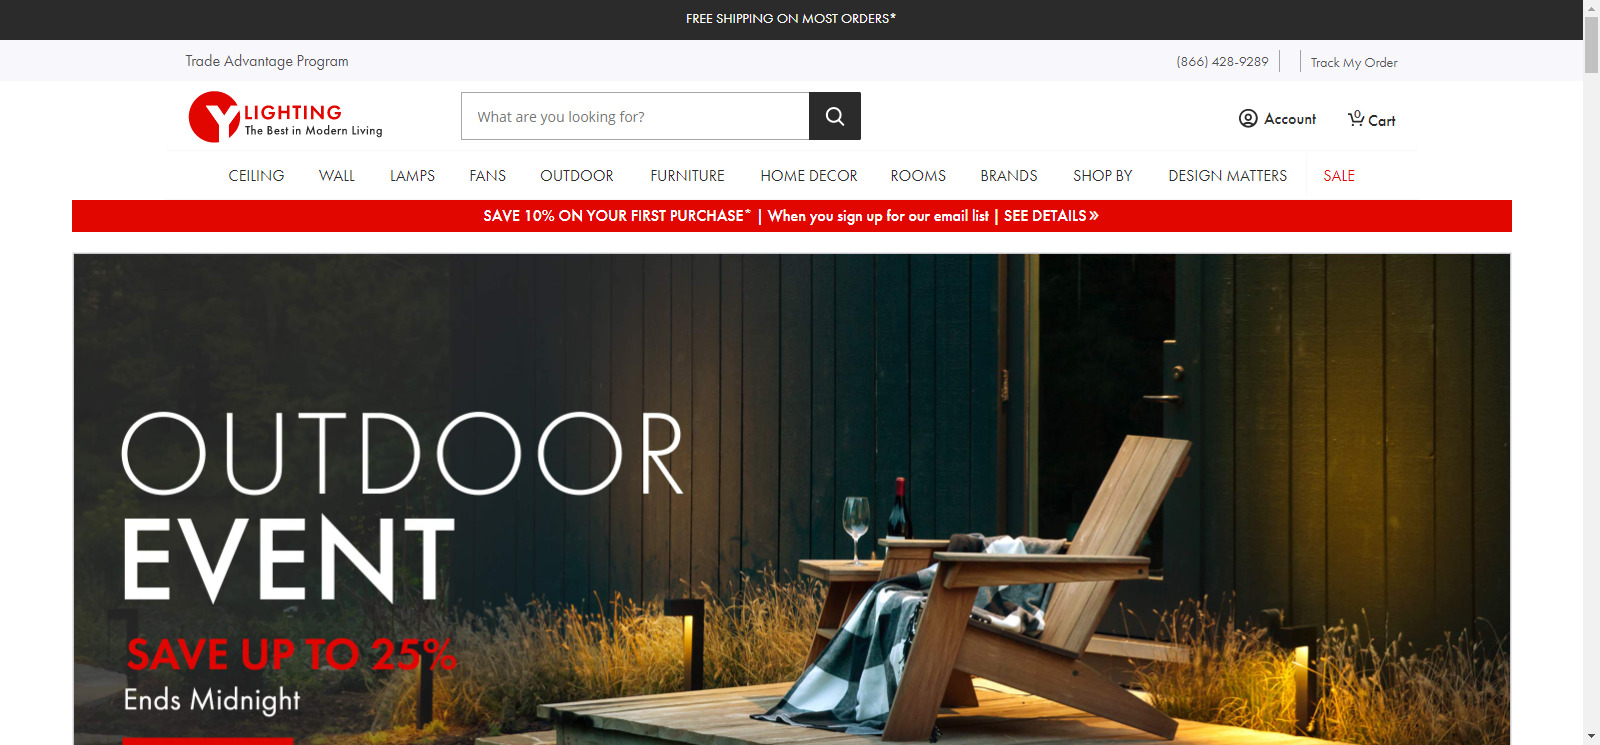 FREE SHIPPING ON MOST ORDERS*
Trade Advantage Program
(866) 428-9289
Track My Order
Y LIGHTING
The Best in Modern Living
What are you looking for?
Account
0 Cart
CEILING WALL LAMPS FANS OUTDOOR FURNITURE HOME DECOR ROOMS BRANDS SHOP BY DESIGN MATTERS SALE
SAVE 10% ON YOUR FIRST PURCHASE* | When you sign up for our email list | SEE DETAILS »
OUTDOOR
EVENT
SAVE UP TO 25%
Ends Midnight